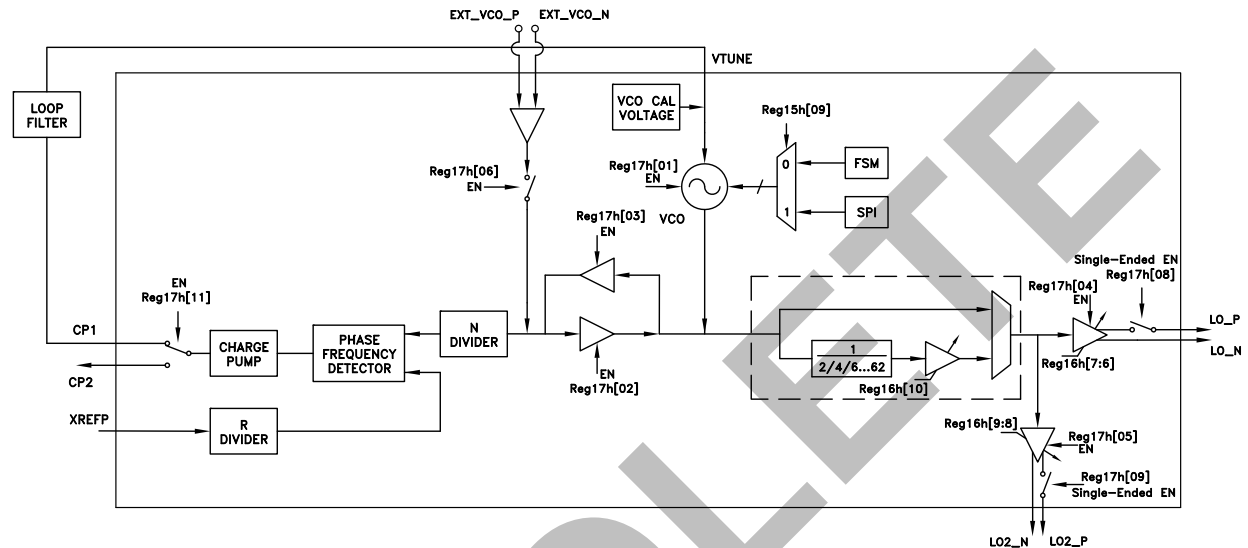 EXT_VCO_P
EXT_VCO_N
VTUNE
LOOP
FILTER
VCO CAL
VOLTAGE
Reg15h[09]
Reg17h[06]
EN
Reg17h[01]
EN
0
FSM
1
SPI
VCO
Reg17h[03]
EN
Single-Ended EN
Reg17h[08]
Reg17h[04]
EN
EN
Reg17h[11]
CP1
CHARGE
PUMP
PHASE
FREQUENCY
DETECTOR
N
DIVIDER
LO_P
LO_N
Reg16h[7:6]
1
2/4/6...62
Reg16h[10]
CP2
EN
Reg17h[02]
XREFP
R
DIVIDER
Reg16h[9:8]
Reg17h[05]
EN
Reg17h[09]
Single-Ended EN
LO2_N
LO2_P
OLETE